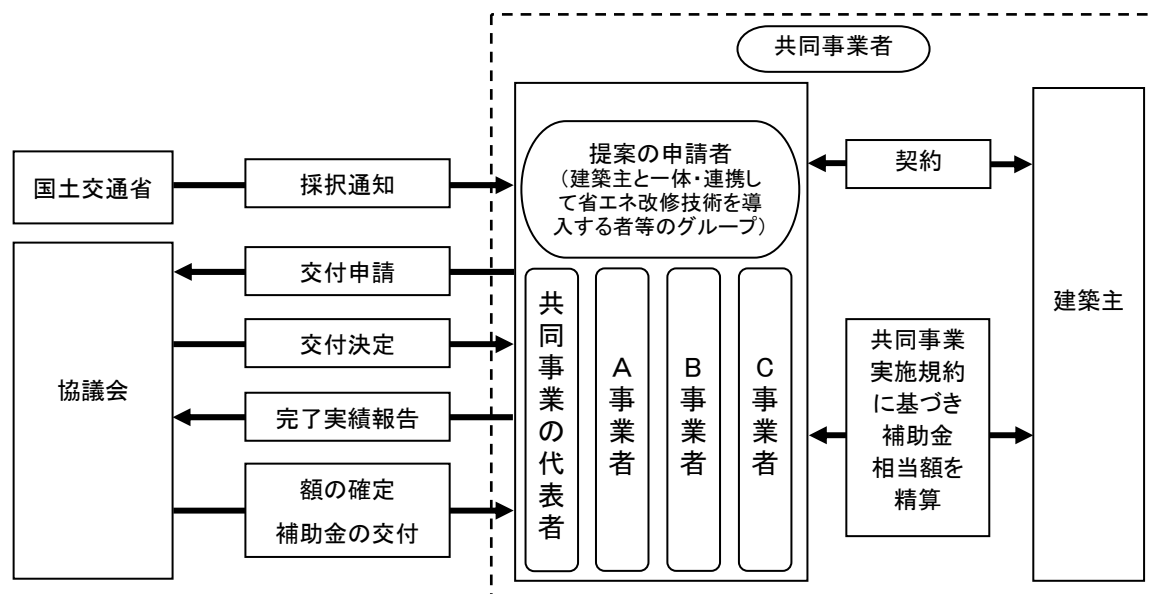 共同事業者
提案の申請者
（建築主と一体・連携し
て省エネ改修技術を導
入する者等のグループ）
契約
国土交通省
採択通知
交付申請
交付決定
協議会
完了実績報告
額の確定
補助金の交付
共同事業の代表者
A事業者
B事業者
C事業者
共同事業
実施規約
に基づき
補助金
相当額を
精算
建築主